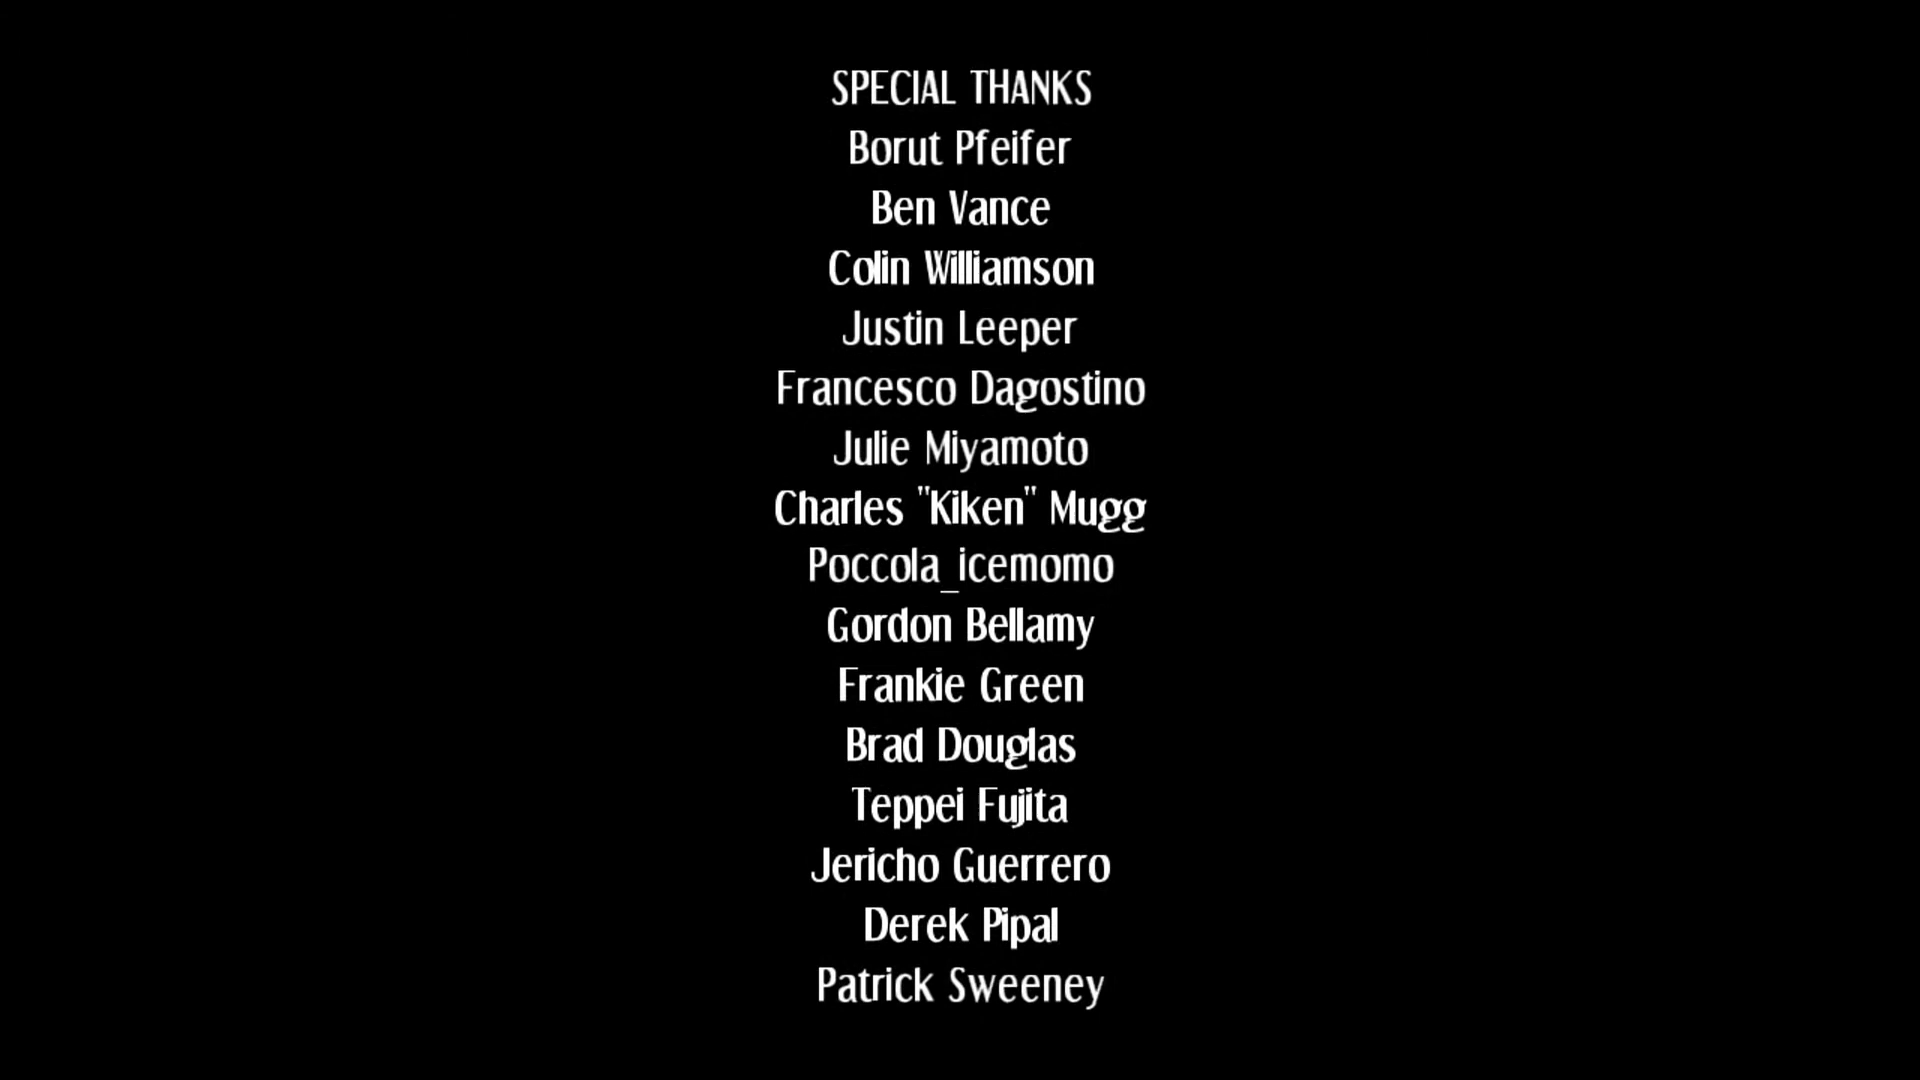 SPECIAL THANKS
Borut Pfeifer
Ben Vance
Colin Williamson
Justin Leeper
Francesco Dagostino
Julie Miyamoto
Charles "Kiken" Mugg
Poccola_icemomo
Gordon Bellamy
Frankie Green
Brad Douglas
Teppei Fujita
Jericho Guerrero
Derek Pipal
Patrick Sweeney